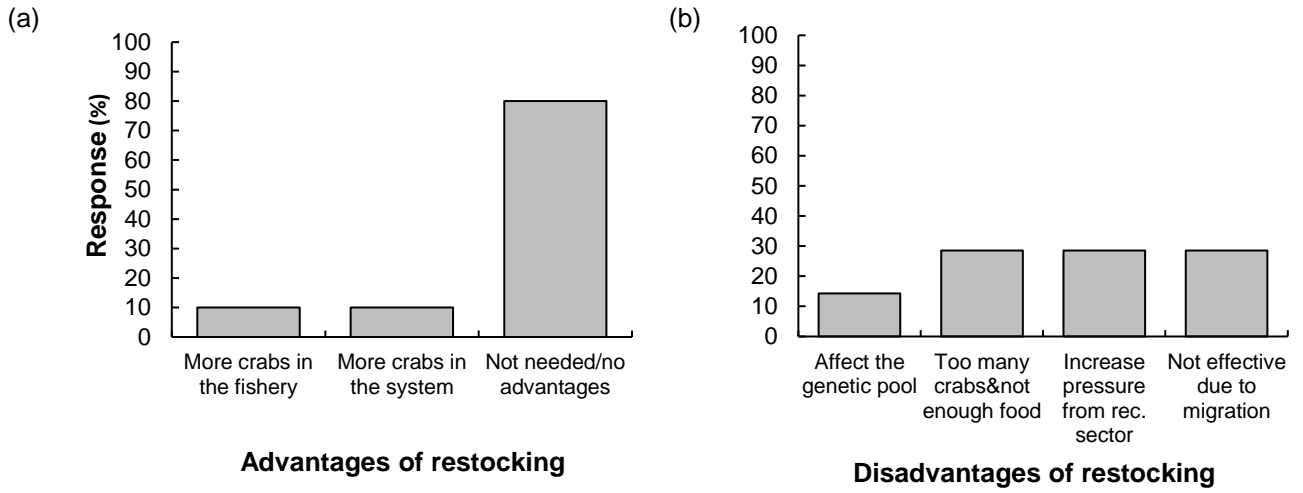 (a)
100
90
80
70
60
50
40
30
20
10
0
Response (%)
More crabs in
the fishery
More crabs in
the system
Not needed/no
advantages
Advantages of restocking
(b)
100
90
80
70
60
50
40
30
20
10
0
Affect the
genetic pool
Too many
crabs&not
enough food
Increase
pressure
from rec.
sector
Not effective
due to
migration
Disadvantages of restocking